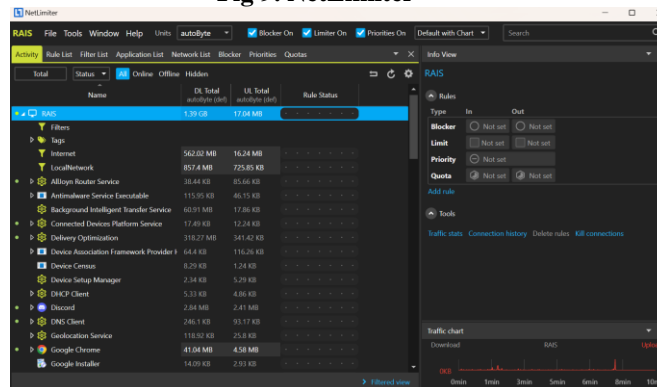 NetLimiter
RAIS File Tools Window Help Units autoByte Blocker On Limiter On Priorities On Default with Chart Search
Activity Rule List Filter List Application List Network List Blocker Priorities Quotas Info View
Total Status All Online Offline Hidden RAIS
Name DL Total autoByte (def) UL Total autoByte (def) Rule Status
Rules
Type In Out
Blocker Not set Not set
Limit Not set Not set
Priority Not set
Quota Not set Not set
Add rule
Tools
Traffic stats Connection history Delete rules Kill connections
RAIS 1.39 GB 17.04 MB
Filters
Tags
Internet 562.02 MB 16.24 MB
LocalNetwork 857.4 MB 725.85 KB
AllJoyn Router Service 38.44 KB 85.66 KB
Antimalware Service Executable 115.95 KB 46.15 KB
Background Intelligent Transfer Service 60.91 MB 17.86 KB
Connected Devices Platform Service 17.49 KB 12.24 KB
Delivery Optimization 318.27 MB 341.42 KB
Device Association Framework Provider H 64.4 KB 116.26 KB
Device Census 8.29 KB 1.24 KB
Device Setup Manager 2.34 KB 5.29 KB
DHCP Client 5.33 KB 4.86 KB
Discord 2.84 MB 2.41 MB
DNS Client 246.1 KB 93.17 KB
Geolocation Service 118.92 KB 25.8 KB
Google Chrome 41.04 MB 4.58 MB
Google Installer 14.09 KB 2.93 KB
Filtered view
Traffic chart
Download RAIS Uploa
0KB
0min 1min 3min 5min 6min 8min 10